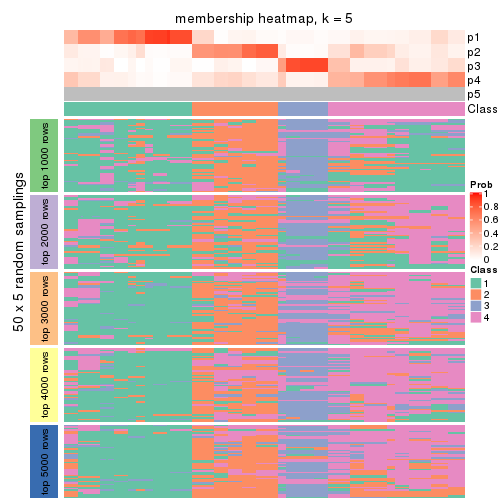 membership heatmap, k = 5
p1
p2
p3
p4
p5
Class
50 x 5 random samplings
top 1000 rows
top 2000 rows
top 3000 rows
top 4000 rows
top 5000 rows
Prob
1
0.8
0.6
0.4
0.2
0
Class
1
2
3
4